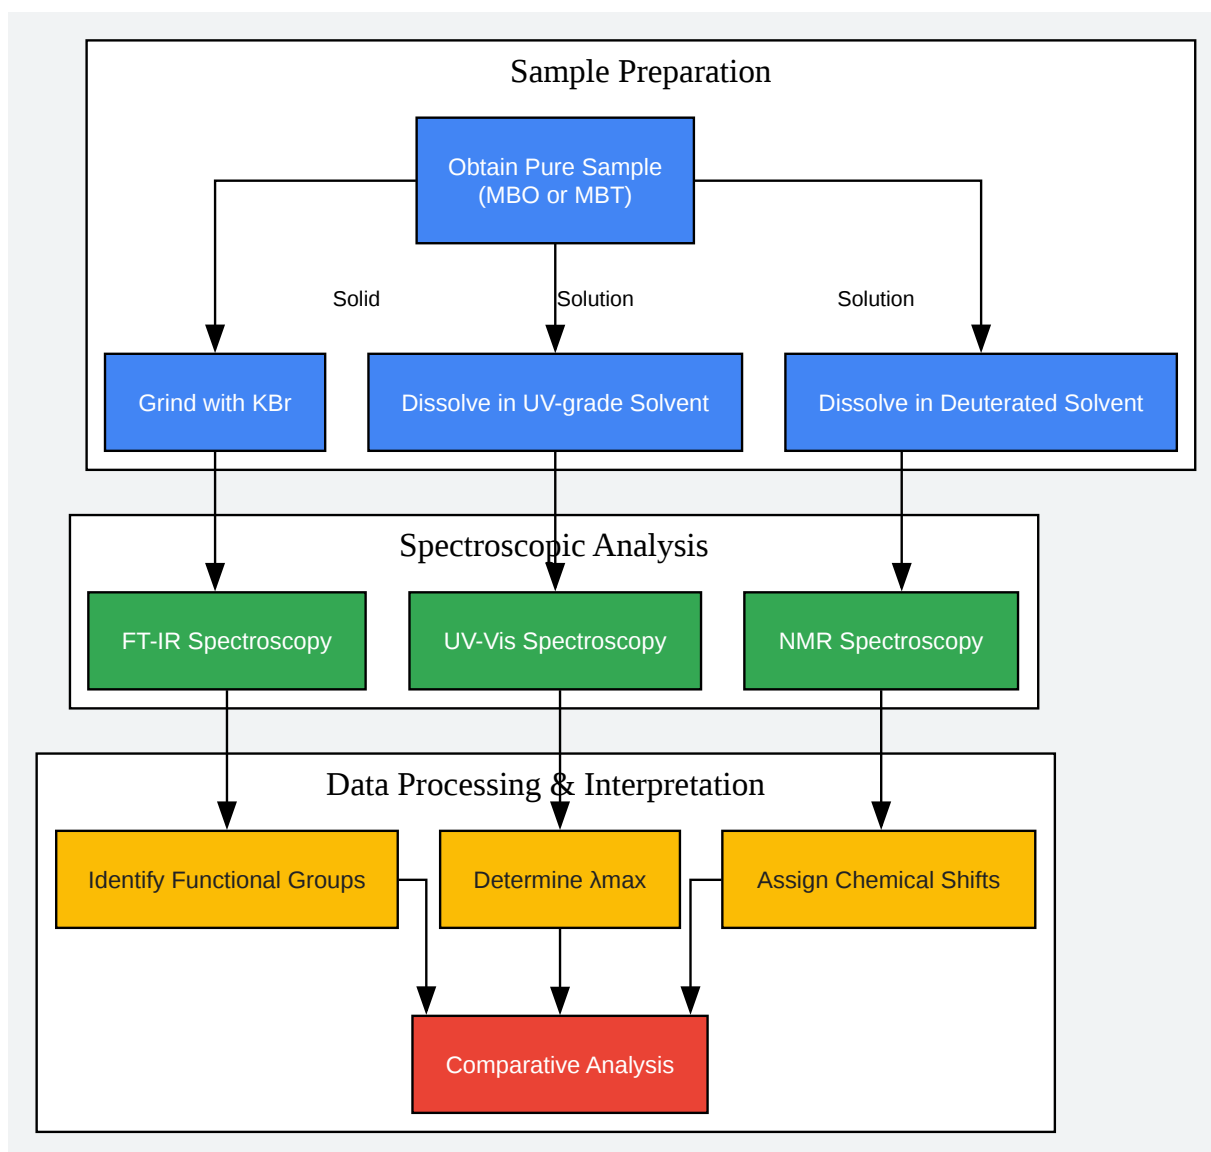 Sample Preparation
Obtain Pure Sample
(MBO or MBT)
Solid
Solution
Solution
Grind with KBr
Dissolve in UV-grade Solvent
Dissolve in Deuterated Solvent
Spectroscopic Analysis
FT-IR Spectroscopy
UV-Vis Spectroscopy
NMR Spectroscopy
Data Processing & Interpretation
Identify Functional Groups
Determine λmax
Assign Chemical Shifts
Comparative Analysis